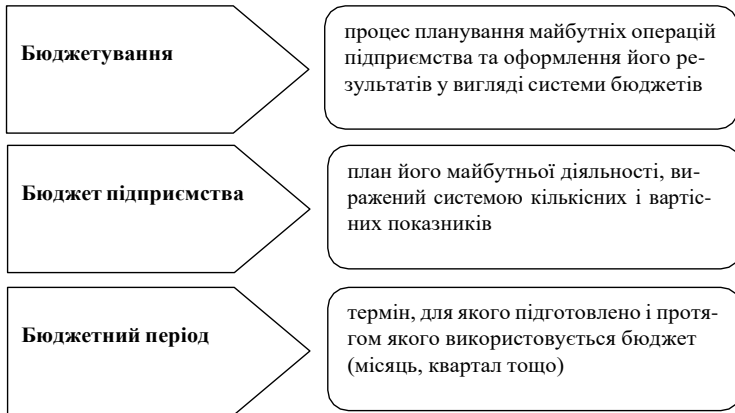 Бюджетування
процес планування майбутніх операцій
підприємства та оформлення його ре-
зультатів у вигляді системи бюджетів
Бюджет підприємства
план його майбутньої діяльності, ви-
ражений системою кількісних і вартіс-
них показників
Бюджетний період
термін, для якого підготовлено і протя-
гом якого використовується бюджет
(місяць, квартал тощо)